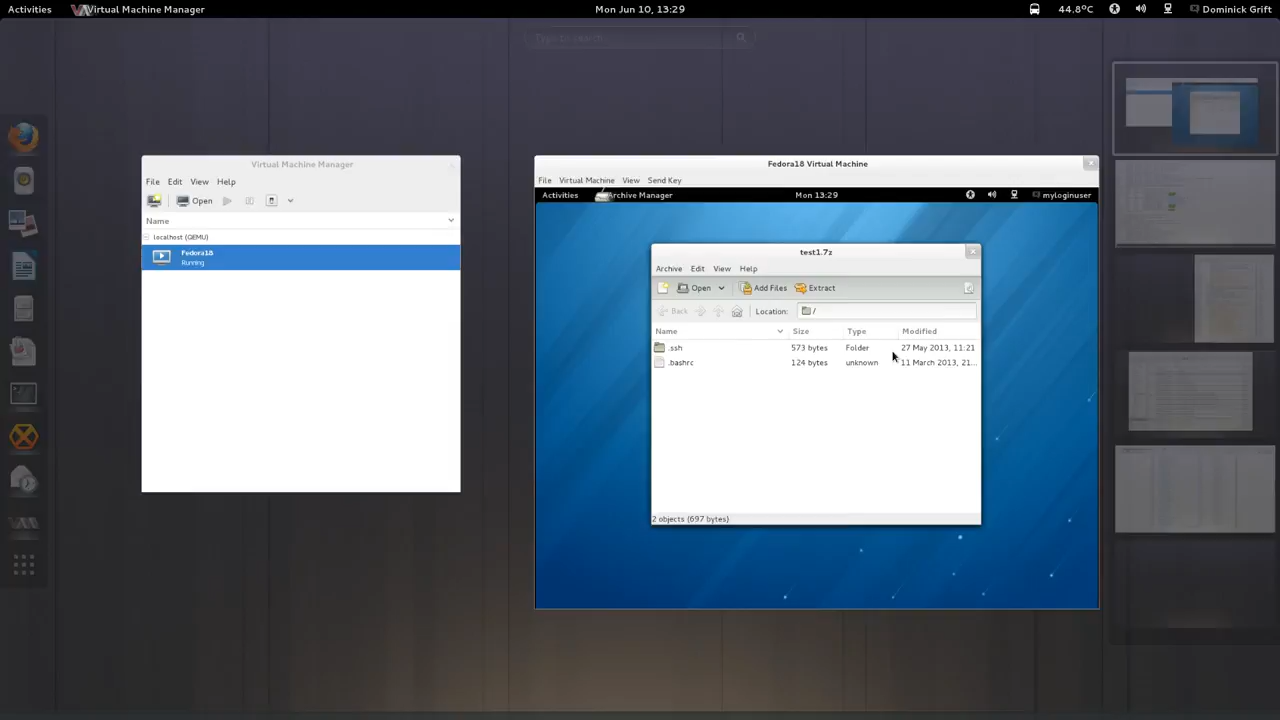 Activities Virtual Machine Manager Mon Jun 10, 13:29 44.8°C Dominick Grift
Type to search...
Virtual Machine Manager
File Edit View Help
Open
Name
localhost (QEMU)
Fedora18
Running
Fedora18 Virtual Machine
File Virtual Machine View Send Key
Activities Archive Manager Mon 13:29 myloginuser
test1.7z
Archive Edit View Help
Open Add Files Extract
Back Location: /
Name Size Type Modified
.ssh 573 bytes Folder 27 May 2013, 11:21
.bashrc 124 bytes unknown 11 March 2013, 21...
2 objects (697 bytes)